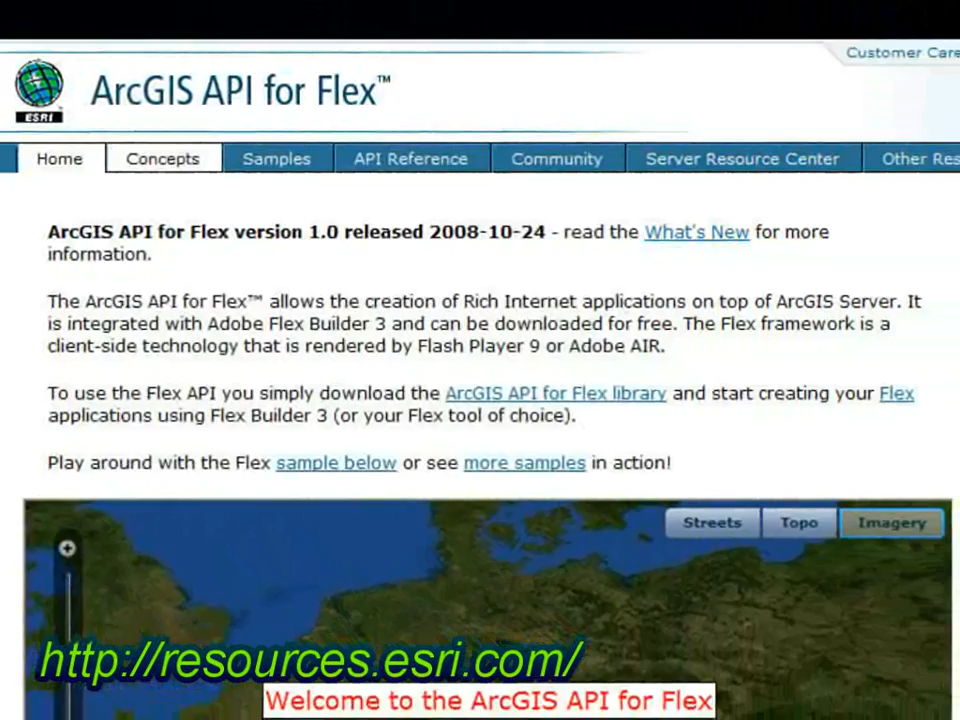 Customer Care
ArcGIS API for Flex™
ESRI
Home Concepts Samples API Reference Community Server Resource Center Other Res
ArcGIS API for Flex version 1.0 released 2008-10-24 - read the What's New for more
information.
The ArcGIS API for Flex™ allows the creation of Rich Internet applications on top of ArcGIS Server. It
is integrated with Adobe Flex Builder 3 and can be downloaded for free. The Flex framework is a
client-side technology that is rendered by Flash Player 9 or Adobe AIR.
To use the Flex API you simply download the ArcGIS API for Flex library and start creating your Flex
applications using Flex Builder 3 (or your Flex tool of choice).
Play around with the Flex sample below or see more samples in action!
Streets Topo Imagery
http://resources.esri.com/
Welcome to the ArcGIS API for Flex